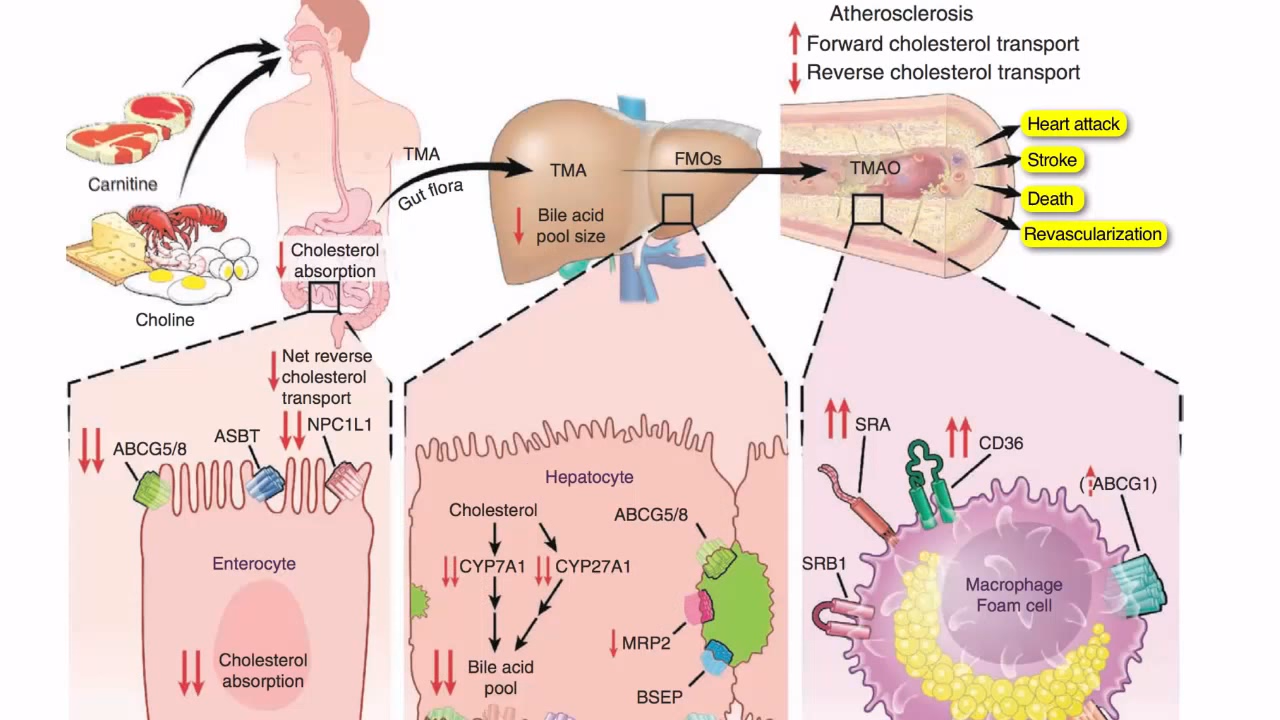 Atherosclerosis
Forward cholesterol transport
Reverse cholesterol transport
Carnitine
Choline
TMA
Gut flora
Cholesterol
absorption
TMA
FMOs
Bile acid
pool size
TMAO
Heart attack
Stroke
Death
Revascularization
Net reverse
cholesterol
transport
ABCG5/8
ASBT
NPC1L1
Enterocyte
Cholesterol
absorption
Hepatocyte
Cholesterol
CYP7A1
CYP27A1
Bile acid
pool
ABCG5/8
MRP2
BSEP
SRA
CD36
( ABCG1)
SRB1
Macrophage
Foam cell